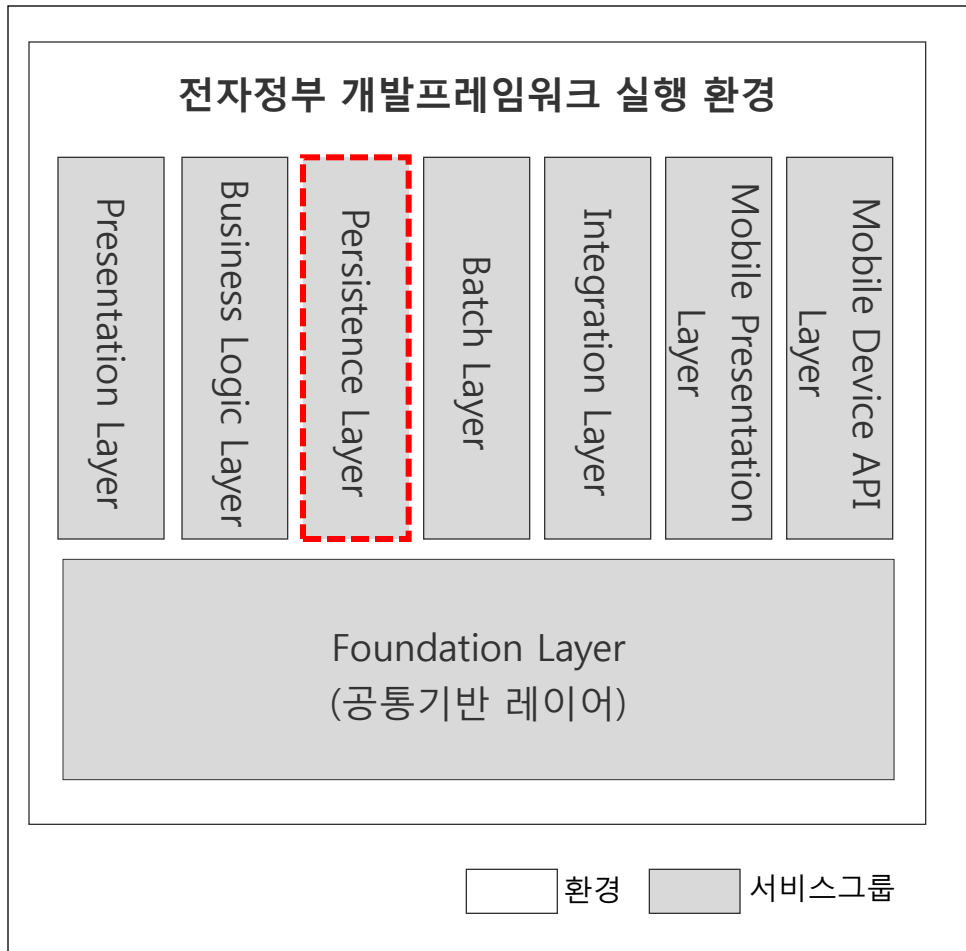 전자정부 개발프레임워크 실행 환경
Presentation Layer
Business Logic Layer
Persistence Layer
Batch Layer
Integration Layer
Mobile Presentation
Layer
Mobile Device API
Layer
Foundation Layer
(공통기반 레이어)
환경
서비스그룹